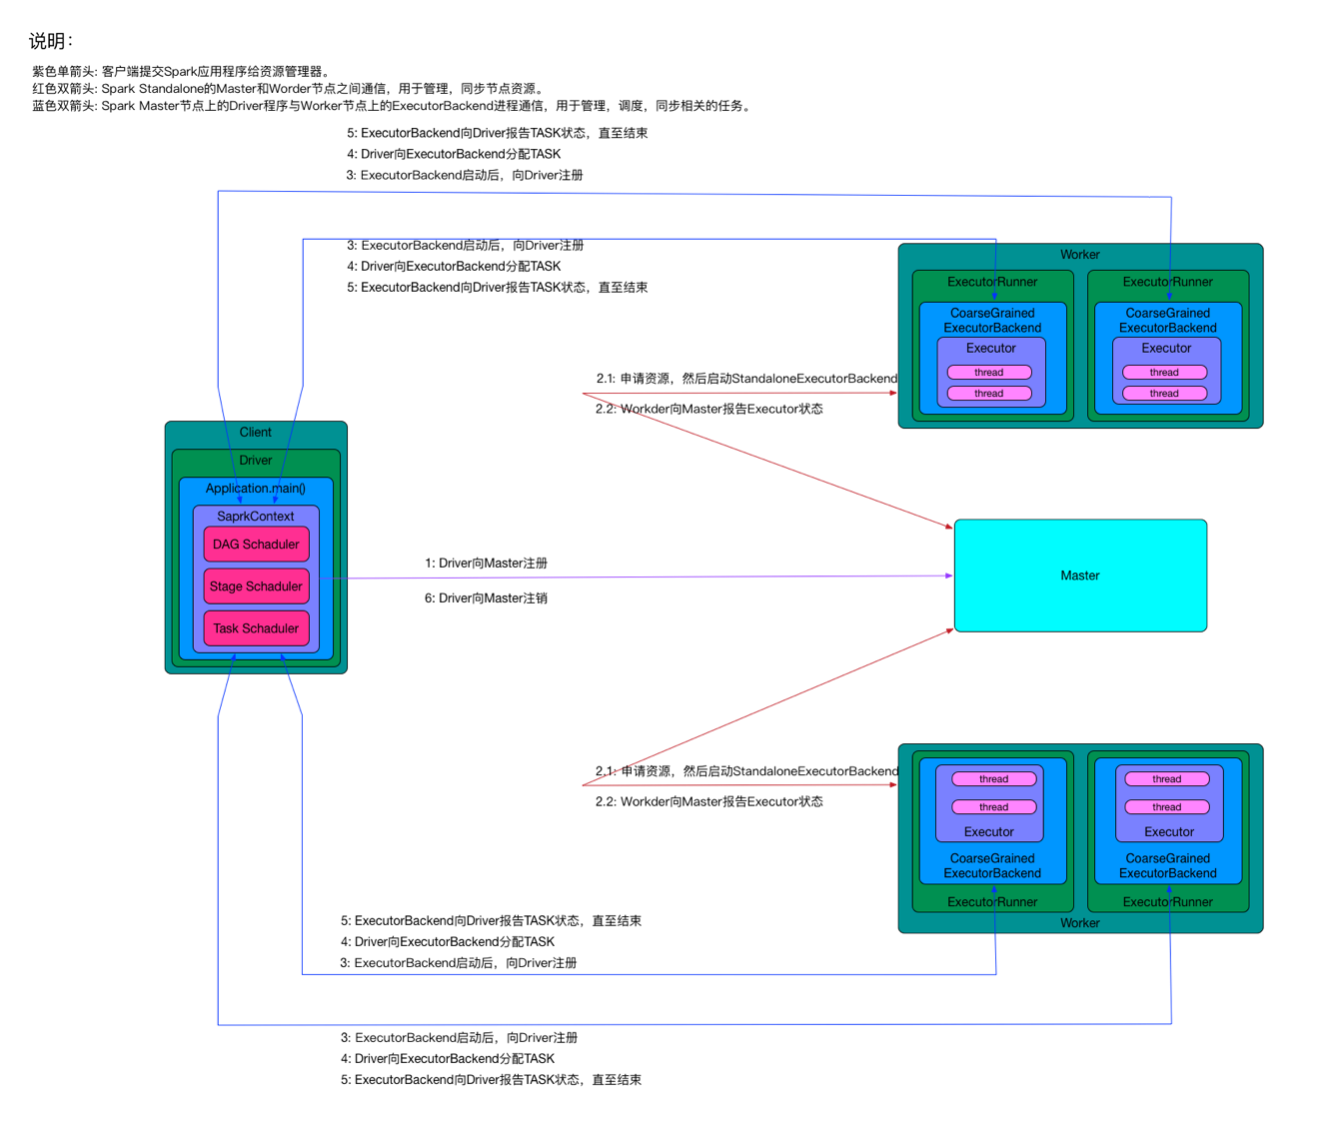 说明：
紫色单箭头: 客户端提交Spark应用程序给资源管理器。
红色双箭头: Spark Standalone的Master和Worder节点之间通信，用于管理，同步节点资源。
蓝色双箭头: Spark Master节点上的Driver程序与Worker节点上的ExecutorBackend进程通信，用于管理，调度，同步相关的任务。
5: ExecutorBackend向Driver报告TASK状态，直至结束
4: Driver向ExecutorBackend分配TASK
3: ExecutorBackend启动后，向Driver注册
3: ExecutorBackend启动后，向Driver注册
4: Driver向ExecutorBackend分配TASK
5: ExecutorBackend向Driver报告TASK状态，直至结束
Worker
ExecutorRunner
CoarseGrained
ExecutorBackend
Executor
thread
thread
ExecutorRunner
CoarseGrained
ExecutorBackend
Executor
thread
thread
2.1: 申请资源，然后启动StandaloneExecutorBackend
2.2: Workder向Master报告Executor状态
Client
Driver
Application.main()
SaprkContext
DAG Schaduler
Stage Schaduler
Task Schaduler
1: Driver向Master注册
6: Driver向Master注销
Master
2.1: 申请资源，然后启动StandaloneExecutorBackend
2.2: Workder向Master报告Executor状态
thread
thread
Executor
CoarseGrained
ExecutorBackend
ExecutorRunner
thread
thread
Executor
CoarseGrained
ExecutorBackend
ExecutorRunner
Worker
5: ExecutorBackend向Driver报告TASK状态，直至结束
4: Driver向ExecutorBackend分配TASK
3: ExecutorBackend启动后，向Driver注册
3: ExecutorBackend启动后，向Driver注册
4: Driver向ExecutorBackend分配TASK
5: ExecutorBackend向Driver报告TASK状态，直至结束